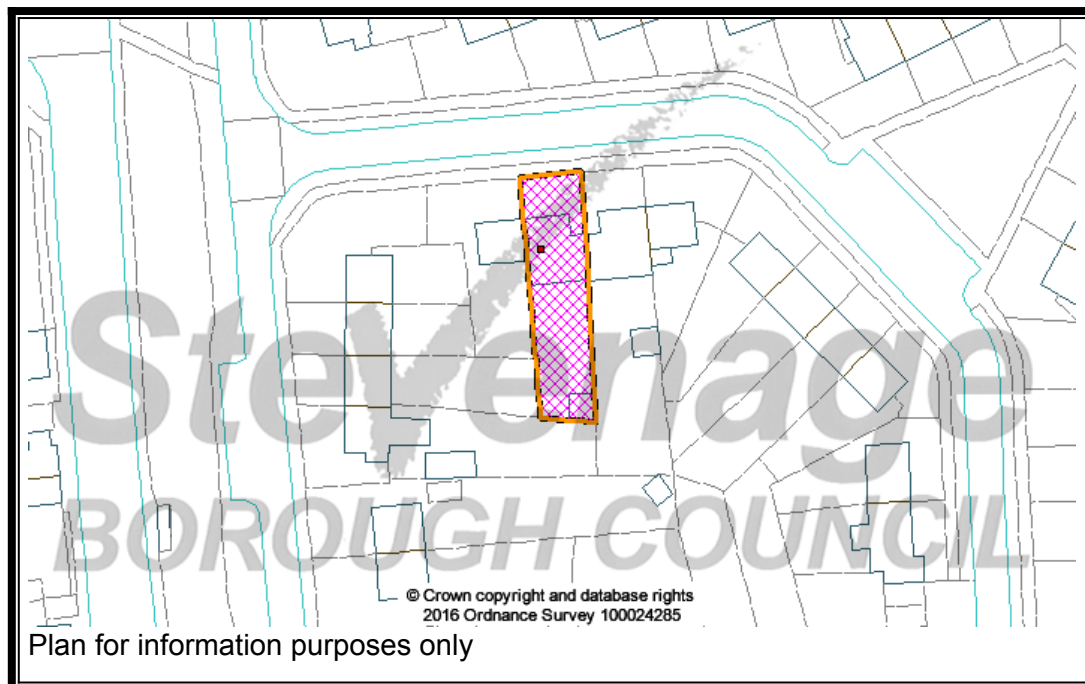 Stevenage
BOROUGH COUNCIL
© Crown copyright and database rights
2016 Ordnance Survey 100024285
Plan for information purposes only